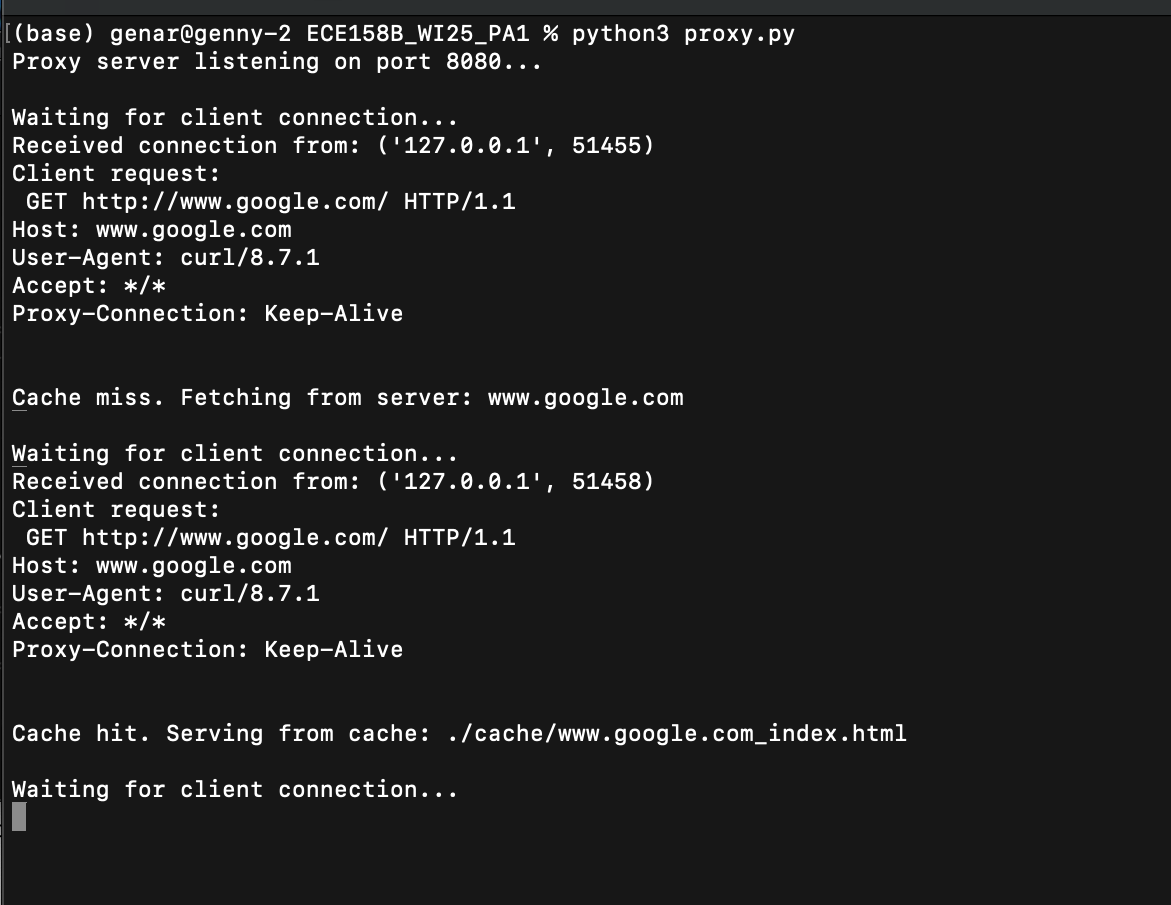 [(base) genar@genny-2 ECE158B_WI25_PA1 % python3 proxy.py
Proxy server listening on port 8080...
Waiting for client connection...
Received connection from: ('127.0.0.1', 51455)
Client request:
GET http://www.google.com/ HTTP/1.1
Host: www.google.com
User-Agent: curl/8.7.1
Accept: */*
Proxy-Connection: Keep-Alive
Cache miss. Fetching from server: www.google.com
Waiting for client connection...
Received connection from: ('127.0.0.1', 51458)
Client request:
GET http://www.google.com/ HTTP/1.1
Host: www.google.com
User-Agent: curl/8.7.1
Accept: */*
Proxy-Connection: Keep-Alive
Cache hit. Serving from cache: ./cache/www.google.com_index.html
Waiting for client connection...